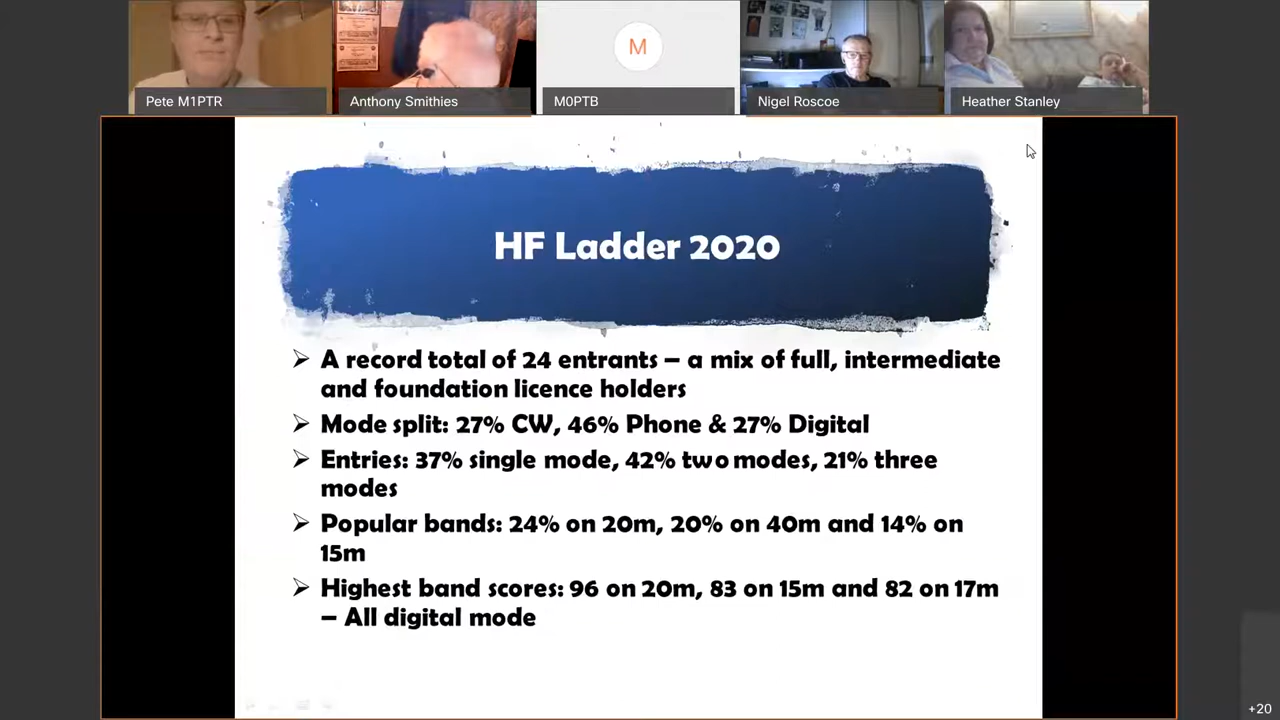 Pete M1PTR
Anthony Smithies
M
M0PTB
Nigel Roscoe
Heather Stanley
HF Ladder 2020
➢ A record total of 24 entrants – a mix of full, intermediate
and foundation licence holders
➢ Mode split: 27% CW, 46% Phone & 27% Digital
➢ Entries: 37% single mode, 42% two modes, 21% three
modes
➢ Popular bands: 24% on 20m, 20% on 40m and 14% on
15m
➢ Highest band scores: 96 on 20m, 83 on 15m and 82 on 17m
– All digital mode
+20